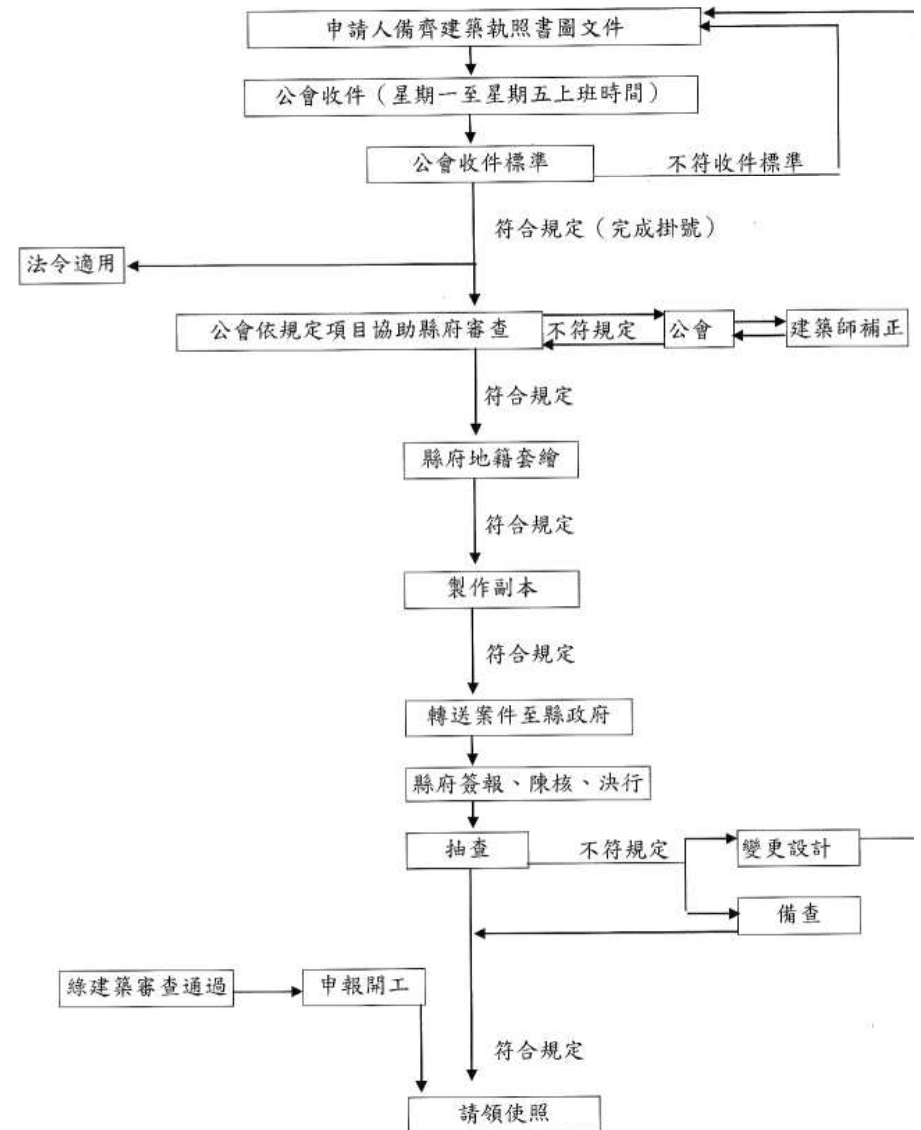 申請人備齊建築執照書圖文件
公會收件(星期一至星期五上班時間)
公會收件標準
不符收件標準
符合規定(完成掛號)
法令適用
公會依規定項目協助縣府審查
不符規定
公會
建築師補正
符合規定
縣府地籍套繪
符合規定
製作副本
符合規定
轉送案件至縣政府
縣府簽報、陳核、決行
抽查
不符規定
變更設計
備查
綠建築審查通過
申報開工
符合規定
請領使照